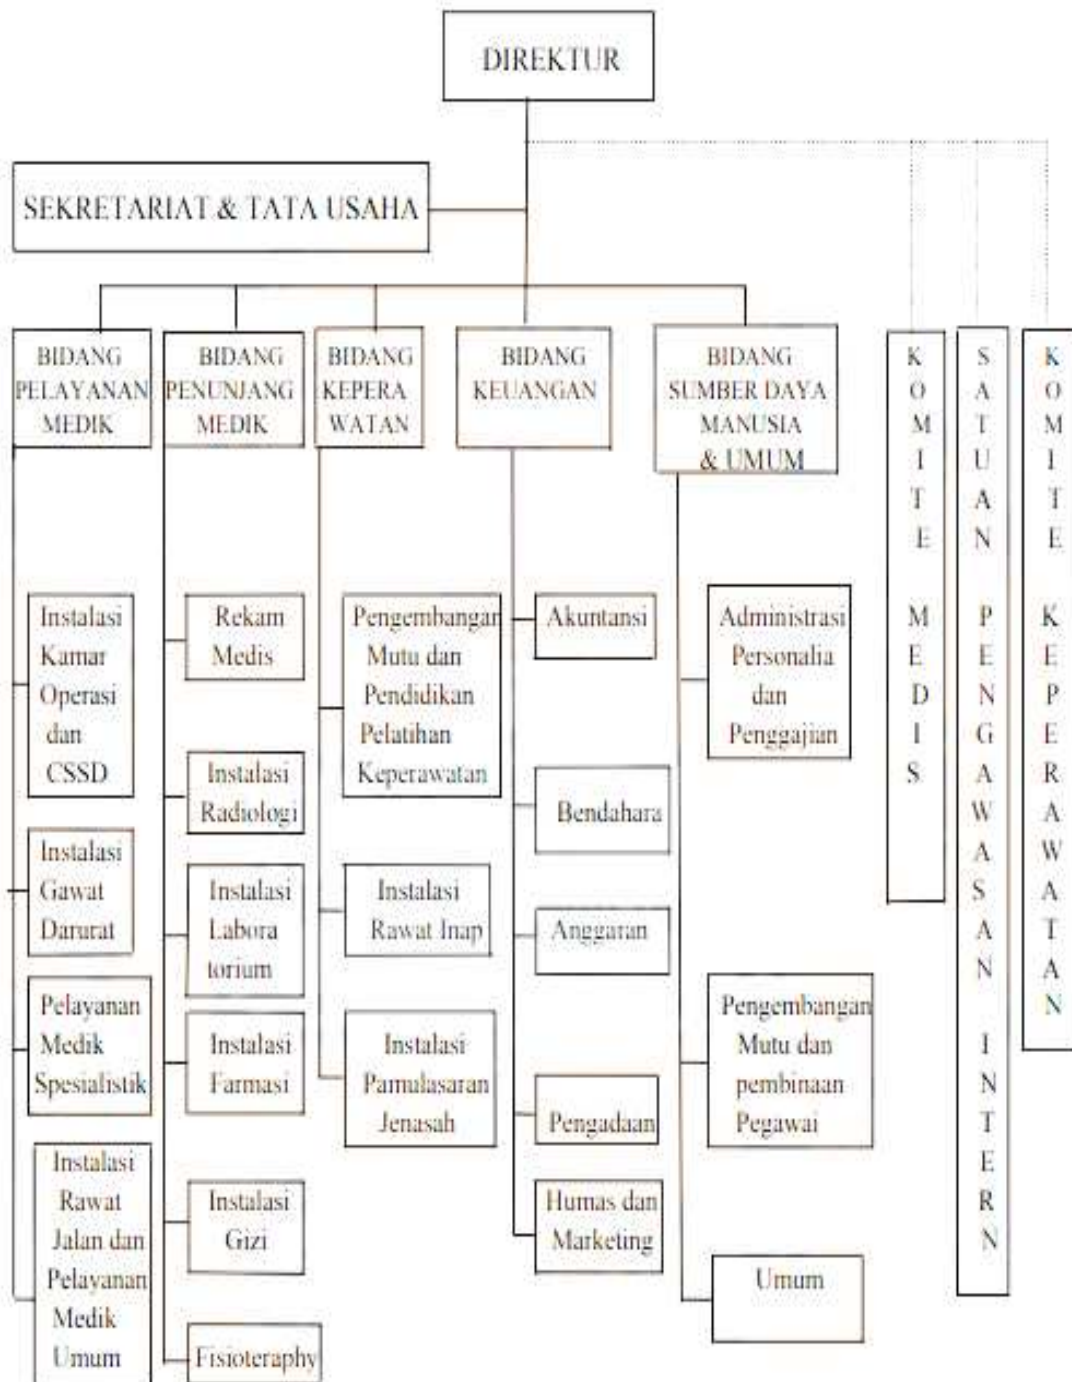 DIREKTUR
SEKRETARIAT & TATA USAHA
BIDANG
PELAYANAN
MEDIK
BIDANG
PENUNJANG
MEDIK
BIDANG
KEPERA
WATAN
BIDANG
KEUANGAN
BIDANG
SUMBER DAYA
MANUSIA
& UMUM
KOMITE MEDIS
SATUAN PENGAWASAN INTERN
KOMITE KEPERAWATAN
Instalasi
Kamar
Operasi
dan
CSSD
Instalasi
Gawat
Darurat
Pelayanan
Medik
Spesialistik
Instalasi
Rawat
Jalan dan
Pelayanan
Medik
Umum
Rekam
Medis
Instalasi
Radiologi
Instalasi
Labora
torium
Instalasi
Farmasi
Instalasi
Gizi
Fisioteraphy
Pengembangan
Mutu dan
Pendidikan
Pelatihan
Keperawatan
Instalasi
Rawat Inap
Instalasi
Pamulasaran
Jenasah
Akuntansi
Bendahara
Anggaran
Pengadaan
Humas dan
Marketing
Administrasi
Personalia
dan
Penggajian
Pengembangan
Mutu dan
pembinaan
Pegawai
Umum